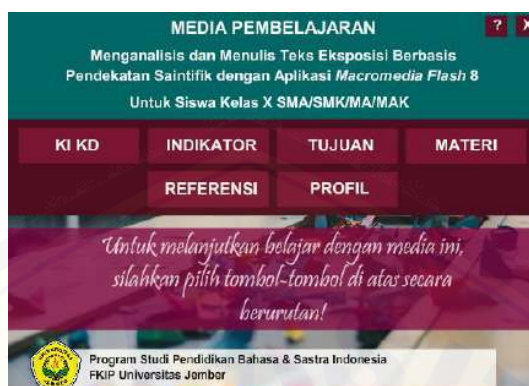 MEDIA PEMBELAJARAN
? X
Menganalisis dan Menulis Teks Eksposisi Berbasis
Pendekatan Saintifik dengan Aplikasi Macromedia Flash 8
Untuk Siswa Kelas X SMA/SMK/MA/MAK
KI KD INDIKATOR TUJUAN MATERI
REFERENSI PROFIL
Untuk melanjutkan belajar dengan media ini,
silahkan pilih tombol-tombol di atas secara
berurutan!
Program Studi Pendidikan Bahasa & Sastra Indonesia
FKIP Universitas Jember